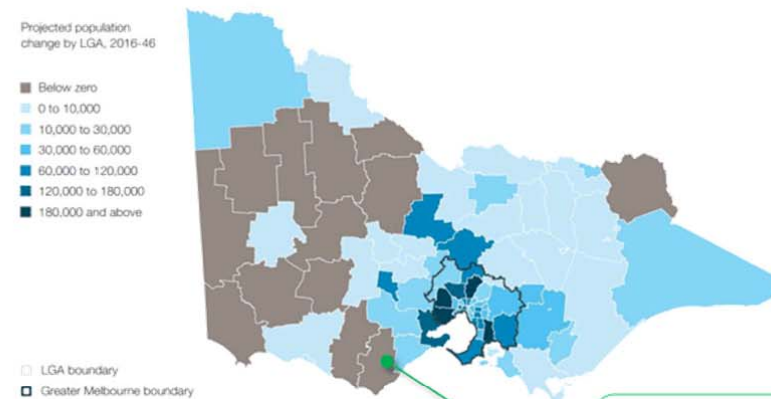 Projected population
change by LGA, 2016-46
Below zero
0 to 10,000
10,000 to 30,000
30,000 to 60,000
60,000 to 120,000
120,000 to 180,000
180,000 and above
LGA boundary
Greater Melbourne boundary